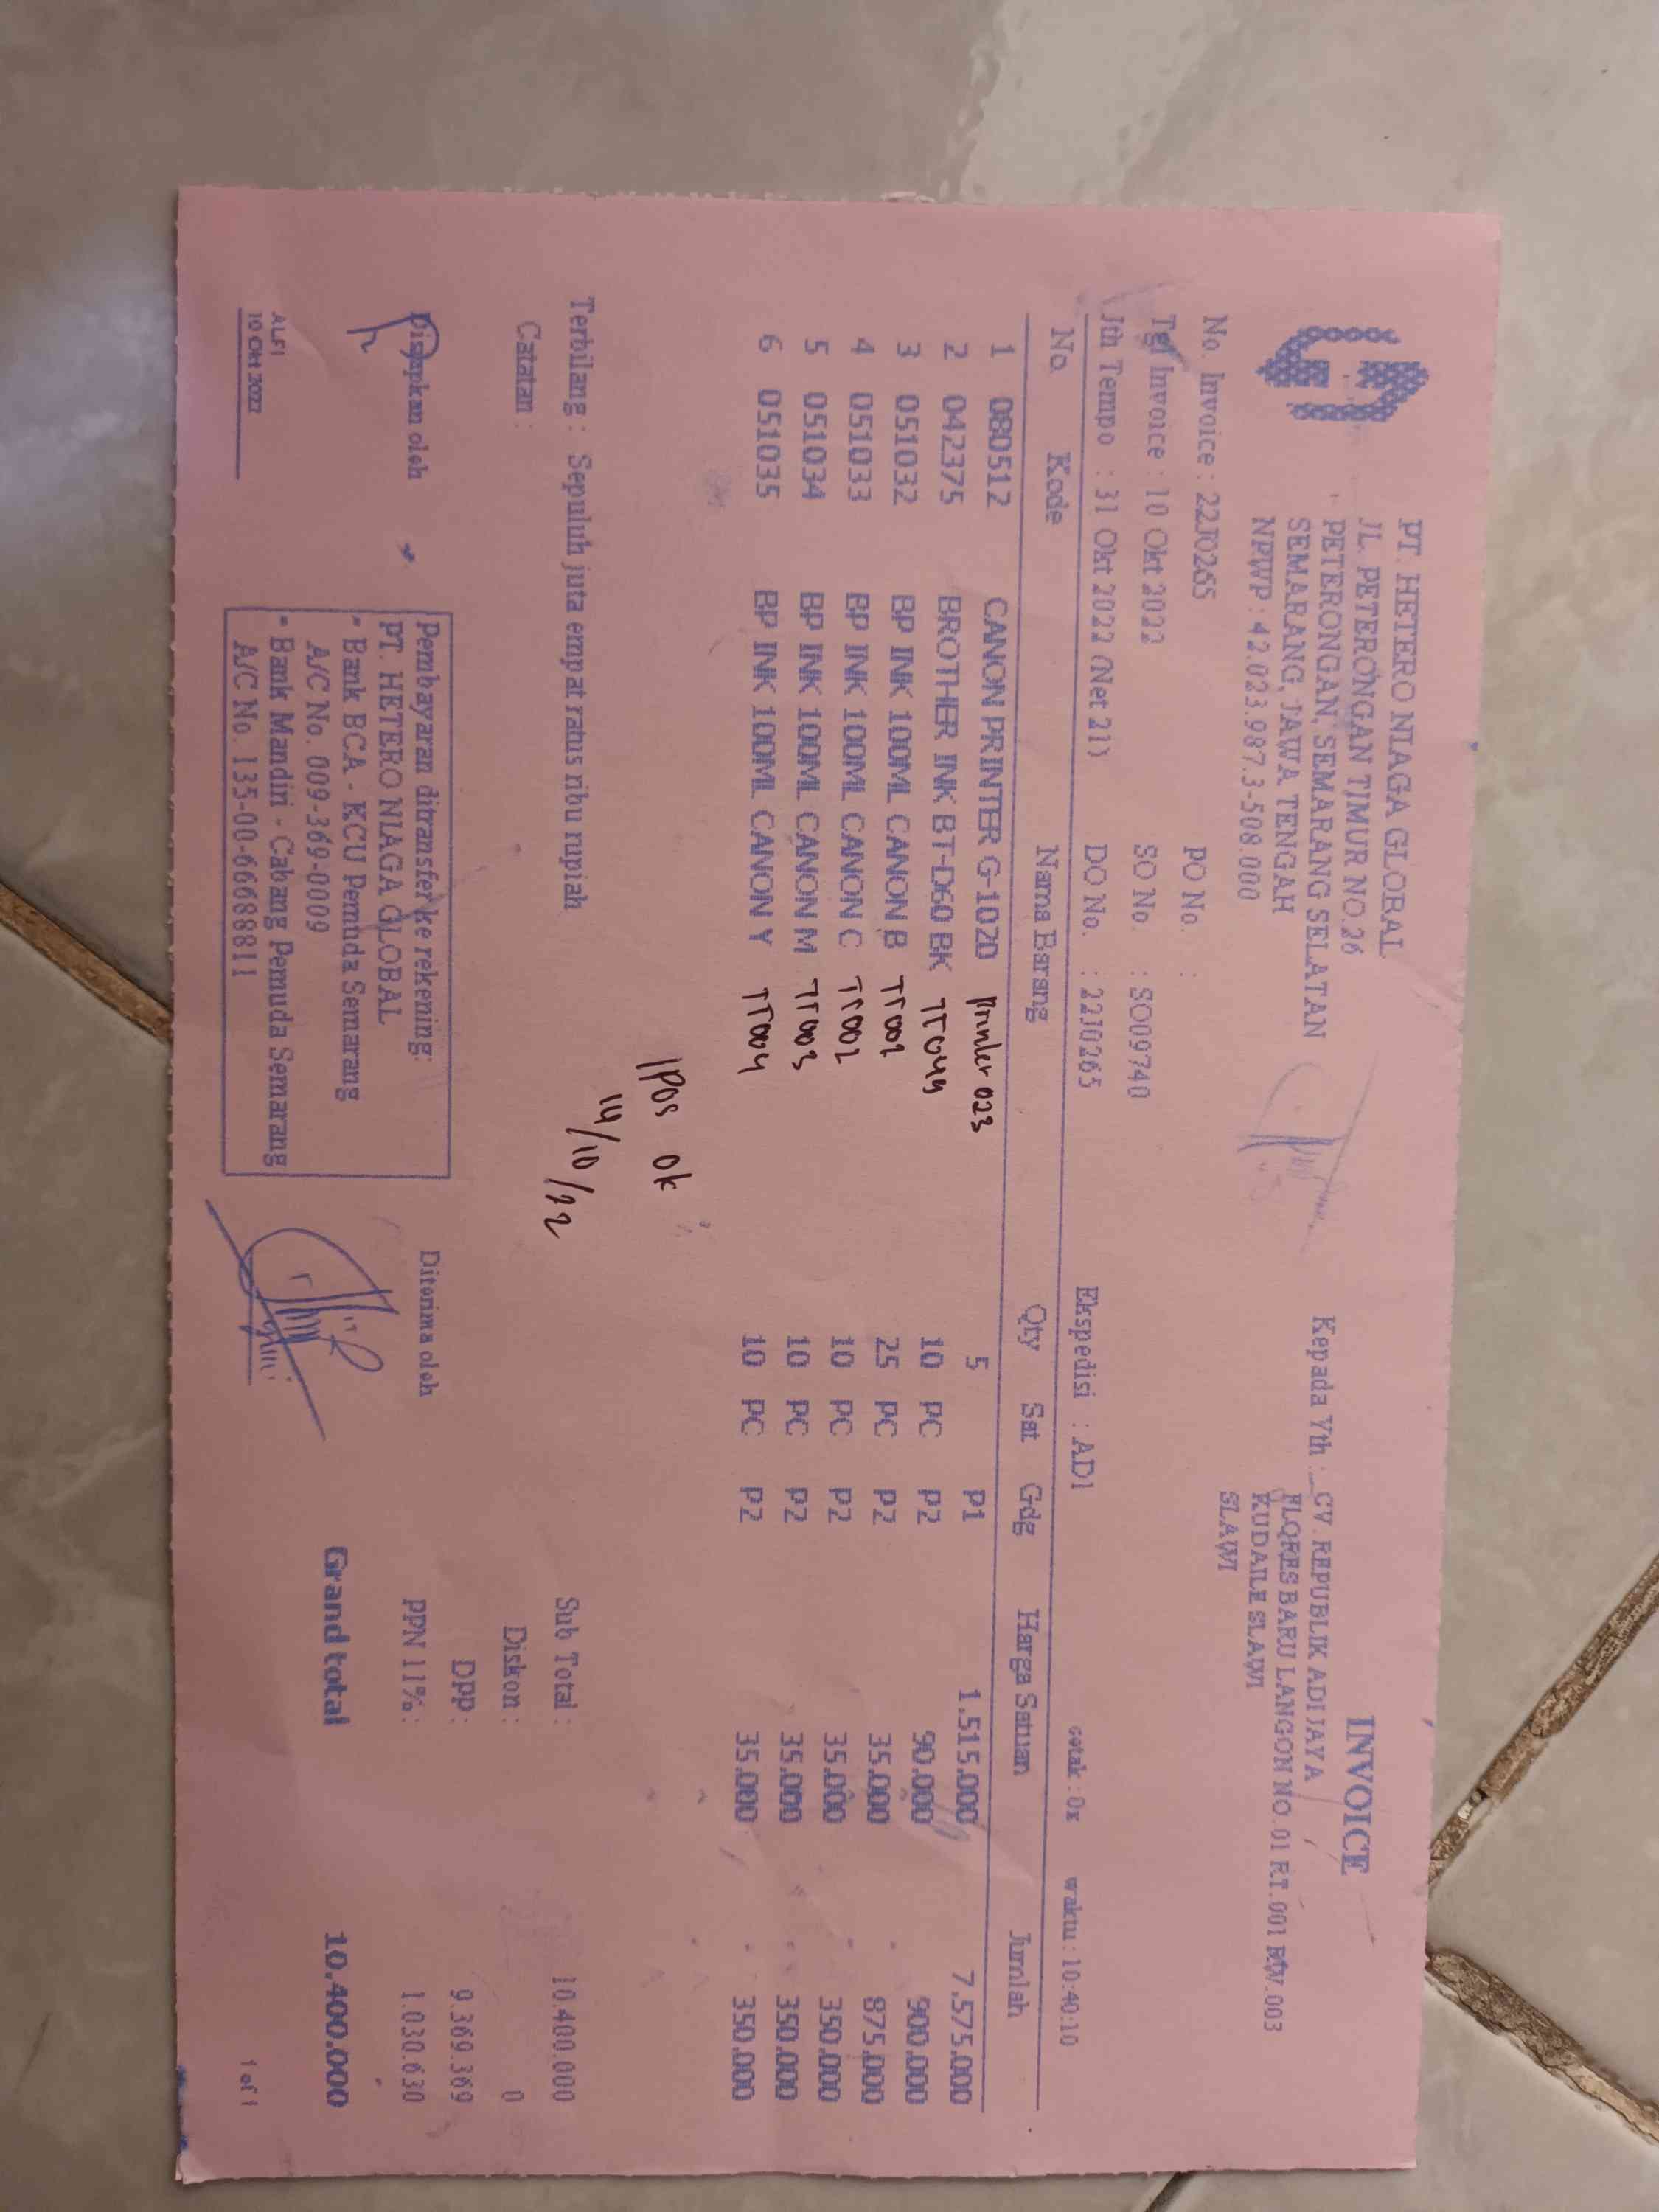 PT. HETERO NIAGA GLOBAL
JL. PETERONGAN TIMUR NO.26
PETERONGAN, SEMARANG SELATAN
SEMARANG, JAWA TENGAH
NPWP : 42.023.987.3-508.000
INVOICE
Kepada Yth : CV. REPUBLIK ADIJAYA
FLORES BARU LANGON NO. 01 RT.001 RW.003
KUDAILE SLAWI
SLAWI
No. Invoice : 22J0265 PO No. :
Tgl Invoice : 10 Okt 2022 SO No. : SO09740
Jth Tempo : 31 Okt 2022 (Net 21) DO No. : 22J0265 Ekspedisi : ADI cetak : 0x waktu : 10:40:10
No. Kode Nama Barang Qty Sat Gdg Harga Satuan Jumlah
1 080512 CANON PRINTER G-1020 Printer 023 5 P1 1.515.000 7.575.000
2 042375 BROTHER INK BT-D60 BK TT049 10 PC P2 90.000 900.000
3 051032 BP INK 100ML CANON B TT001 25 PC P2 35.000 875.000
4 051033 BP INK 100ML CANON C TT002 10 PC P2 35.000 350.000
5 051034 BP INK 100ML CANON M TT003 10 PC P2 35.000 350.000
6 051035 BP INK 100ML CANON Y TT004 10 PC P2 35.000 350.000
IPOS ok
14/10/22
Terbilang : Sepuluh juta empat ratus ribu rupiah
Catatan :
Sub Total : 10.400.000
Diskon : 0
DPP : 9.369.369
PPN 11% : 1.030.630
Grand total 10.400.000
Disiapkan oleh
ALFI
10 Okt 2022
Pembayaran ditransfer ke rekening:
PT. HETERO NIAGA GLOBAL
- Bank BCA - KCU Pemuda Semarang
A/C No. 009-369-0009
- Bank Mandiri - Cabang Pemuda Semarang
A/C No. 135-00-6668881 1
Diterima oleh
1 of 1